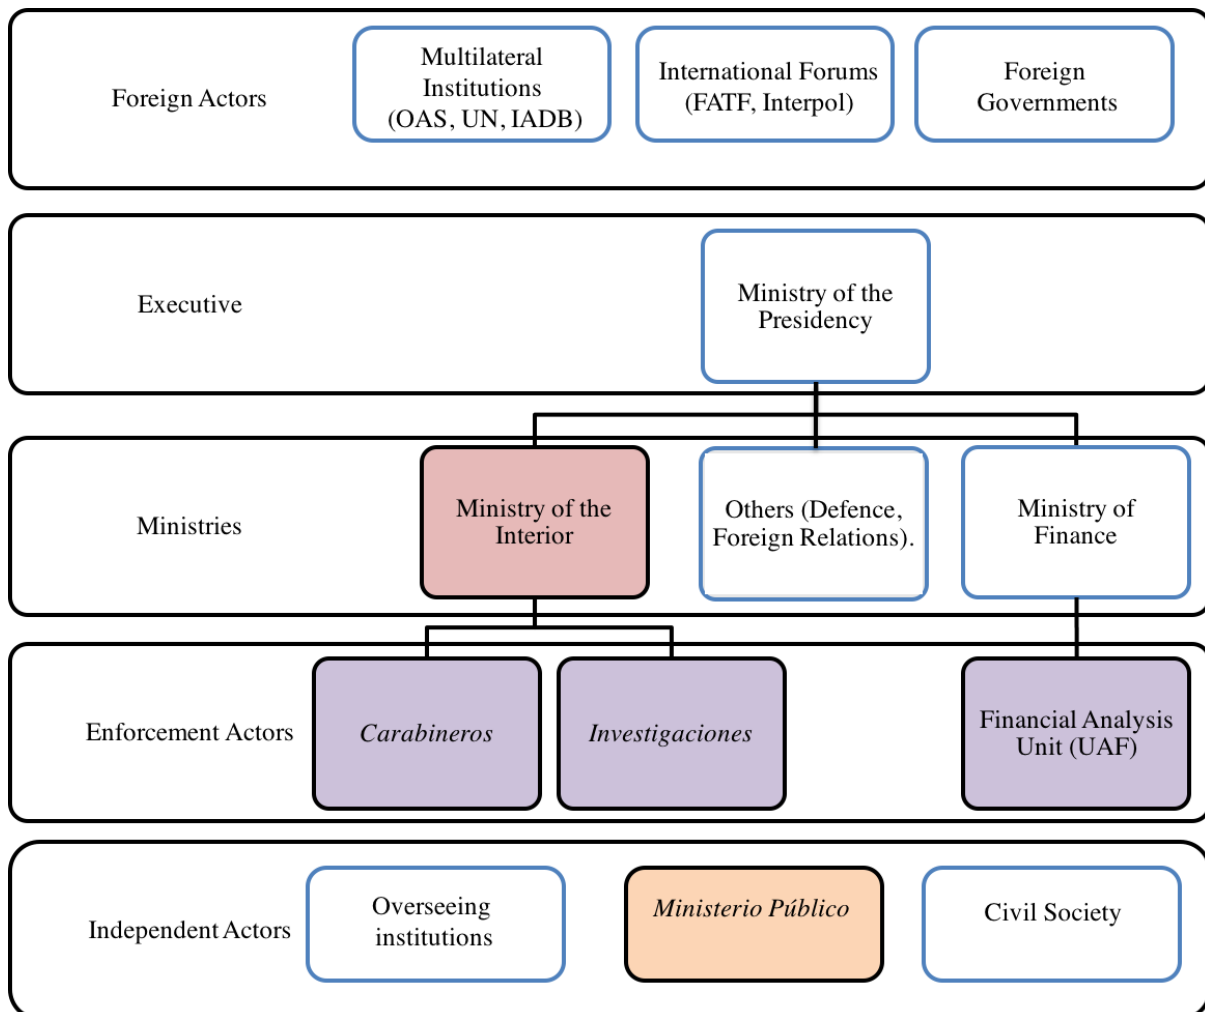 Foreign Actors
Multilateral
Institutions
(OAS, UN, IADB)
International Forums
(FATF, Interpol)
Foreign
Governments
Executive
Ministry of the
Presidency
Ministries
Ministry of the
Interior
Others (Defence,
Foreign Relations).
Ministry of
Finance
Enforcement Actors
Carabineros
Investigaciones
Financial Analysis
Unit (UAF)
Independent Actors
Overseeing
institutions
Ministerio Público
Civil Society